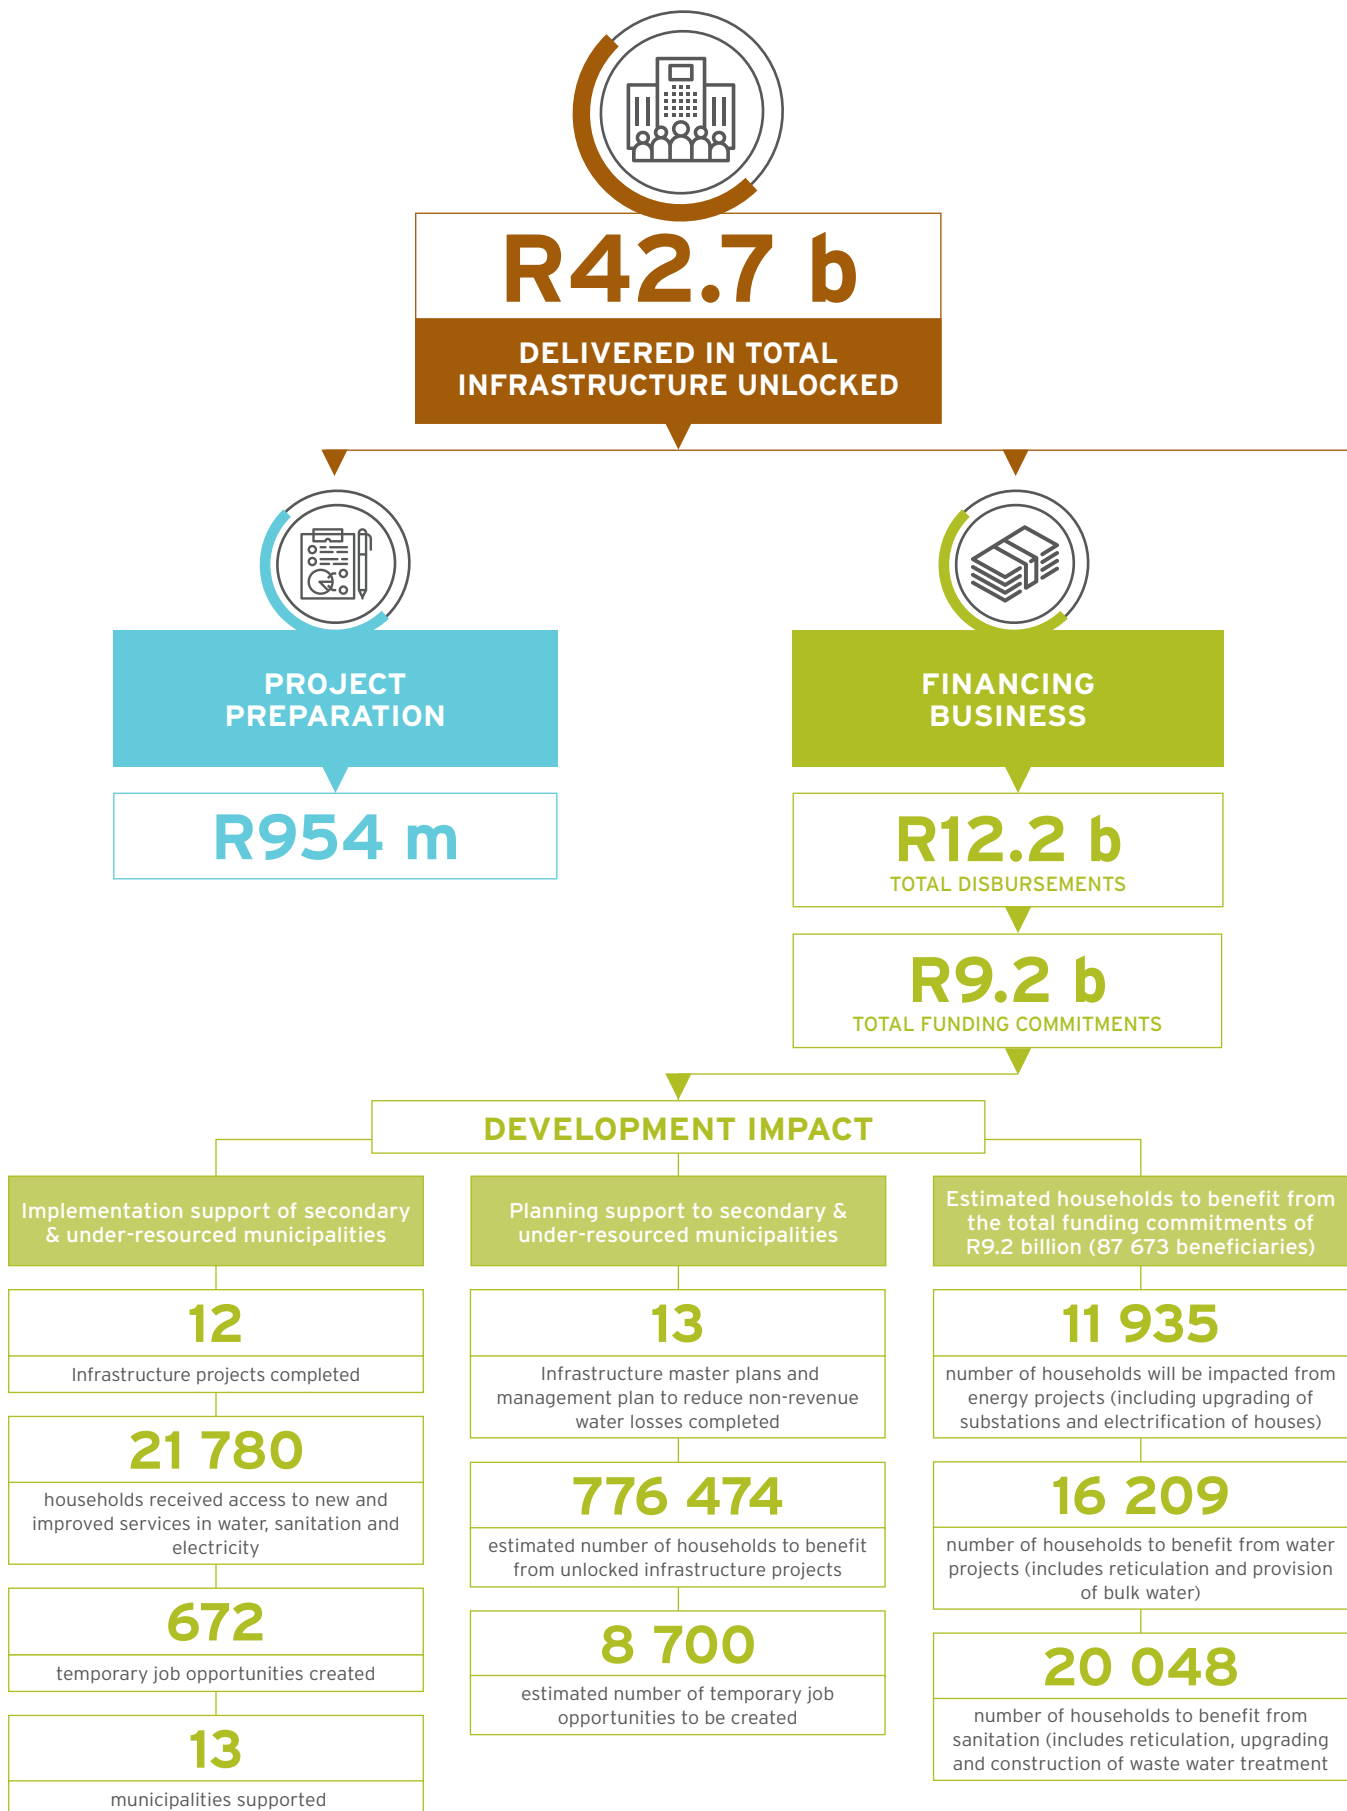 R42.7 b
DELIVERED IN TOTAL
INFRASTRUCTURE UNLOCKED
PROJECT
PREPARATION
R954 m
FINANCING
BUSINESS
R12.2 b
TOTAL DISBURSEMENTS
R9.2 b
TOTAL FUNDING COMMITMENTS
DEVELOPMENT IMPACT
Implementation support of secondary
& under-resourced municipalities
12
Infrastructure projects completed
21 780
households received access to new and
improved services in water, sanitation and
electricity
672
temporary job opportunities created
13
municipalities supported
Planning support to secondary &
under-resourced municipalities
13
Infrastructure master plans and
management plan to reduce non-revenue
water losses completed
776 474
estimated number of households to benefit
from unlocked infrastructure projects
8 700
estimated number of temporary job
opportunities to be created
Estimated households to benefit from
the total funding commitments of
R9.2 billion (87 673 beneficiaries)
11 935
number of households will be impacted from
energy projects (including upgrading of
substations and electrification of houses)
16 209
number of households to benefit from water
projects (includes reticulation and provision
of bulk water)
20 048
number of households to benefit from
sanitation (includes reticulation, upgrading
and construction of waste water treatment